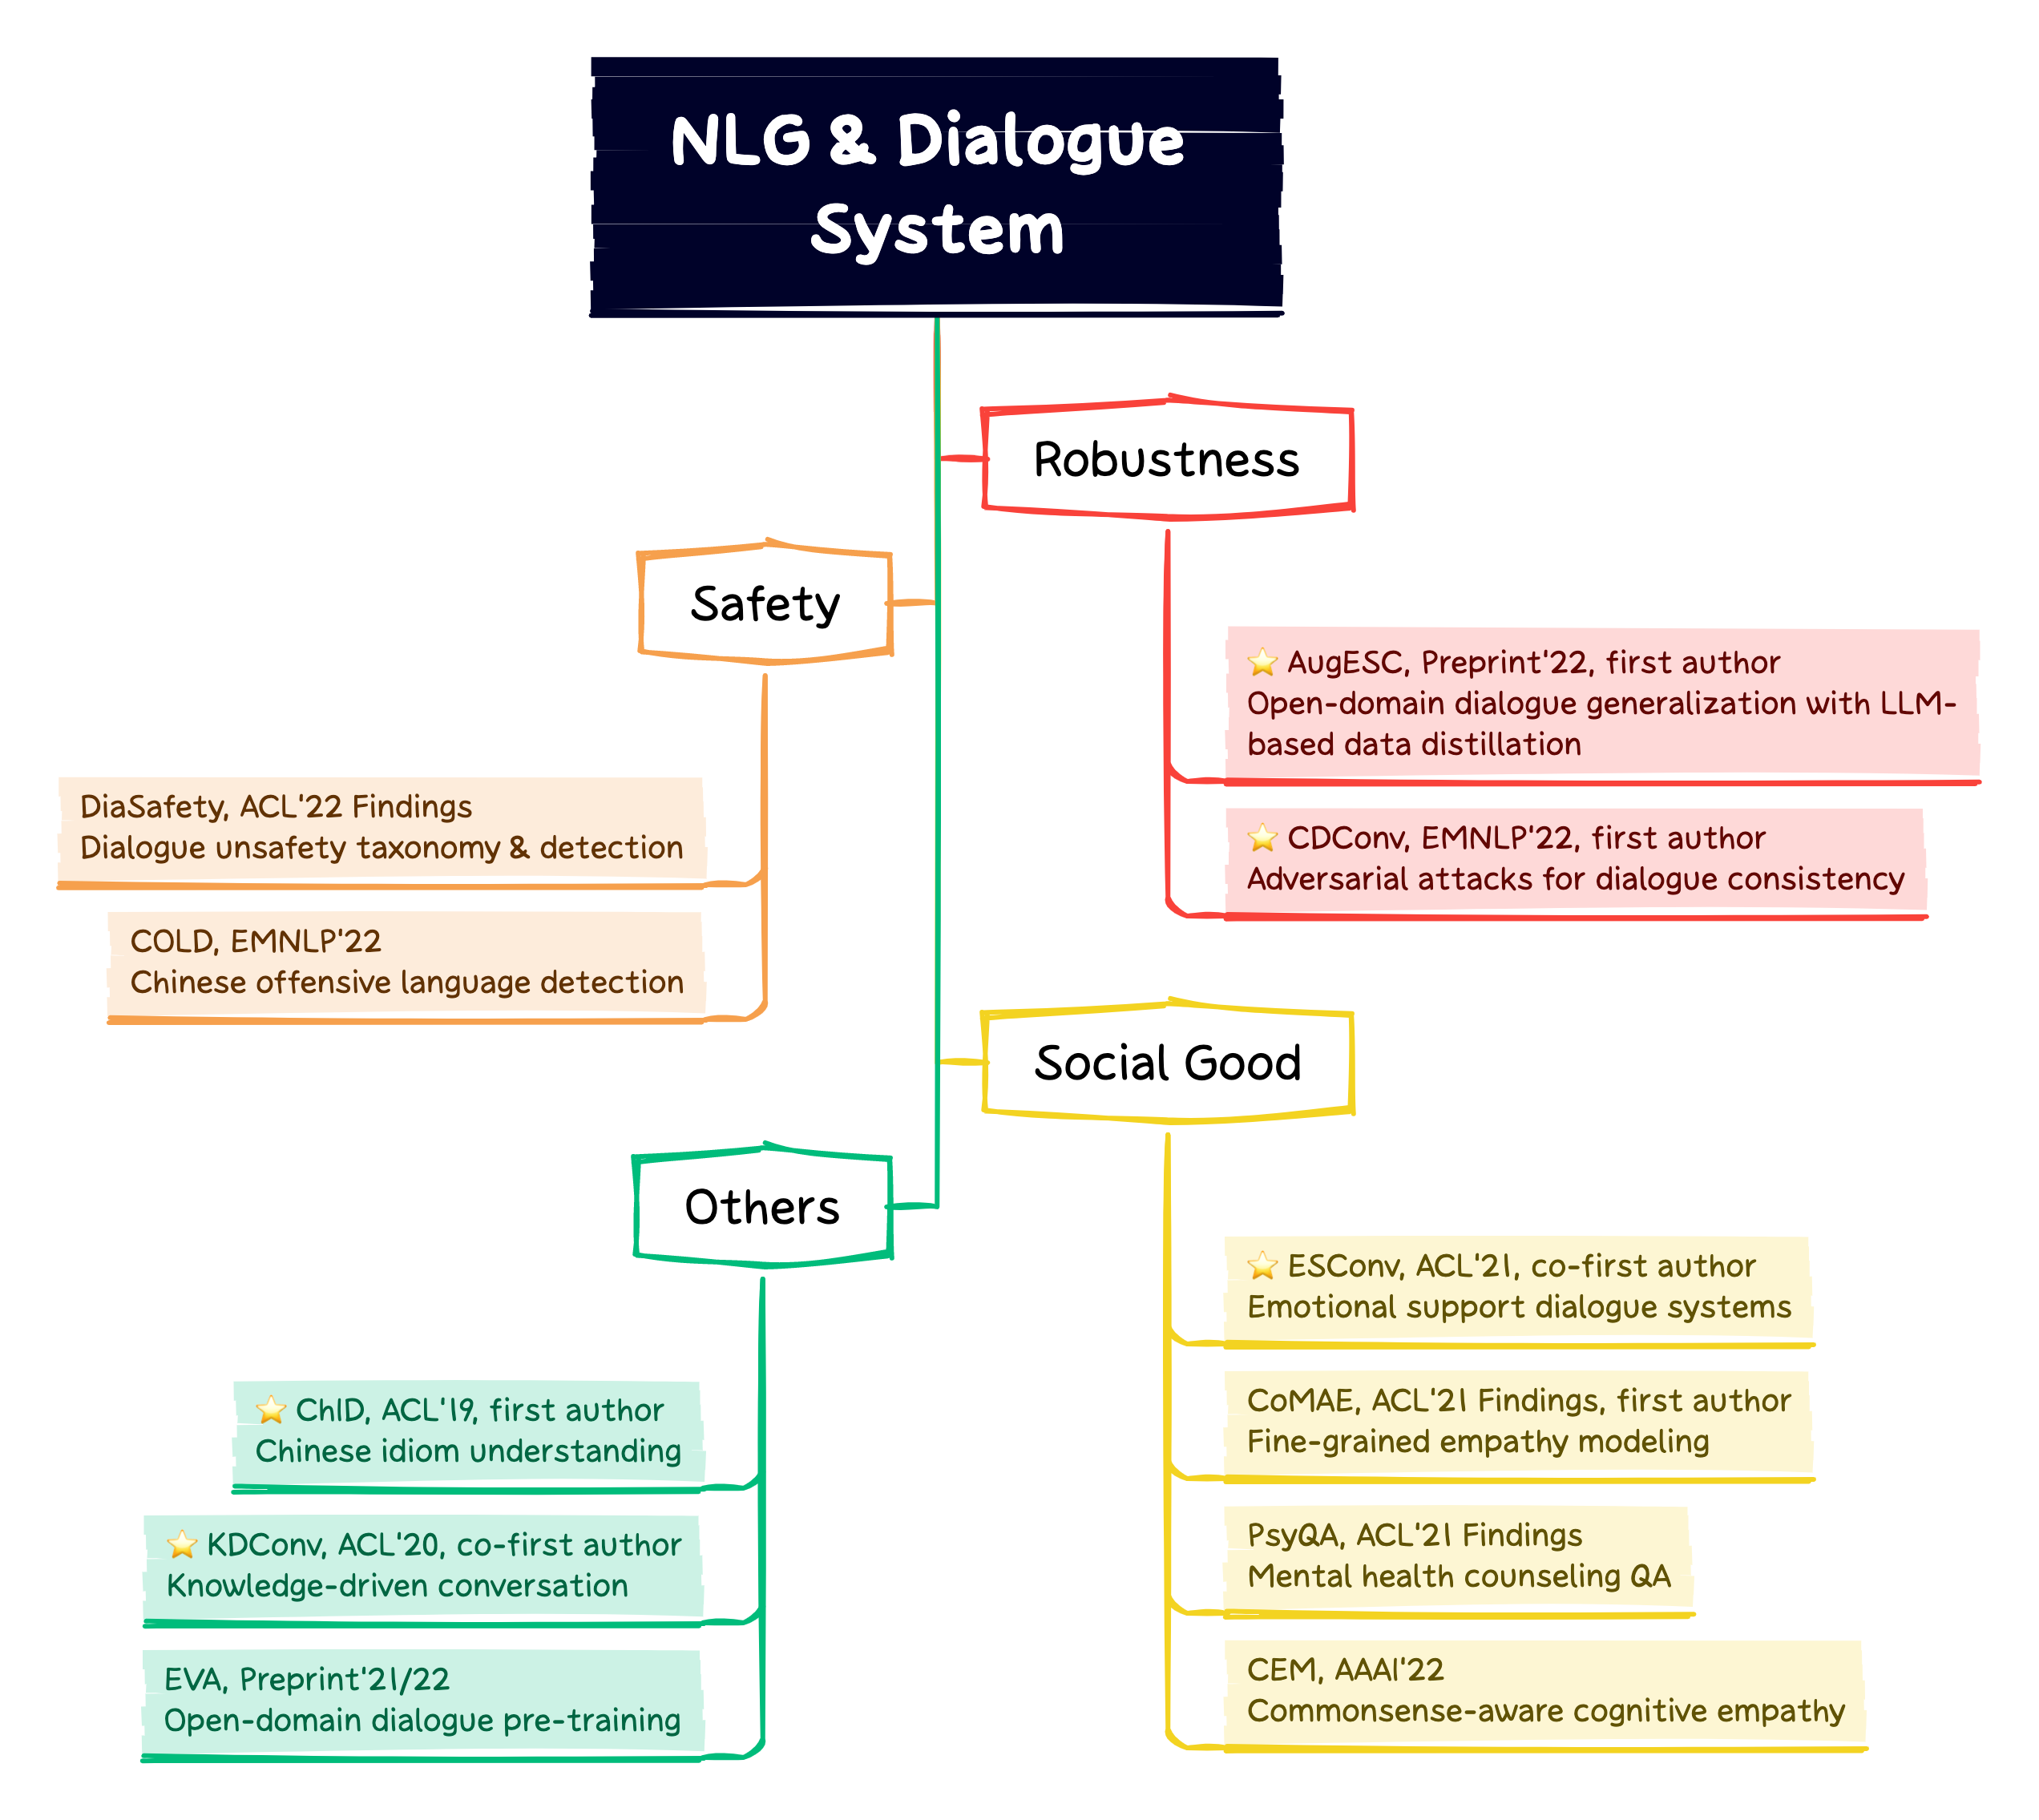 NLG & Dialogue
System
Robustness
⭐ AugESC, Preprint'22, first author
Open-domain dialogue generalization with LLM-
based data distillation
⭐ CDConv, EMNLP'22, first author
Adversarial attacks for dialogue consistency
Safety
DiaSafety, ACL'22 Findings
Dialogue unsafety taxonomy & detection
COLD, EMNLP'22
Chinese offensive language detection
Social Good
⭐ ESConv, ACL'21, co-first author
Emotional support dialogue systems
CoMAE, ACL'21 Findings, first author
Fine-grained empathy modeling
PsyQA, ACL'21 Findings
Mental health counseling QA
CEM, AAAI'22
Commonsense-aware cognitive empathy
Others
⭐ ChID, ACL'19, first author
Chinese idiom understanding
⭐ KDConv, ACL'20, co-first author
Knowledge-driven conversation
EVA, Preprint'21/22
Open-domain dialogue pre-training